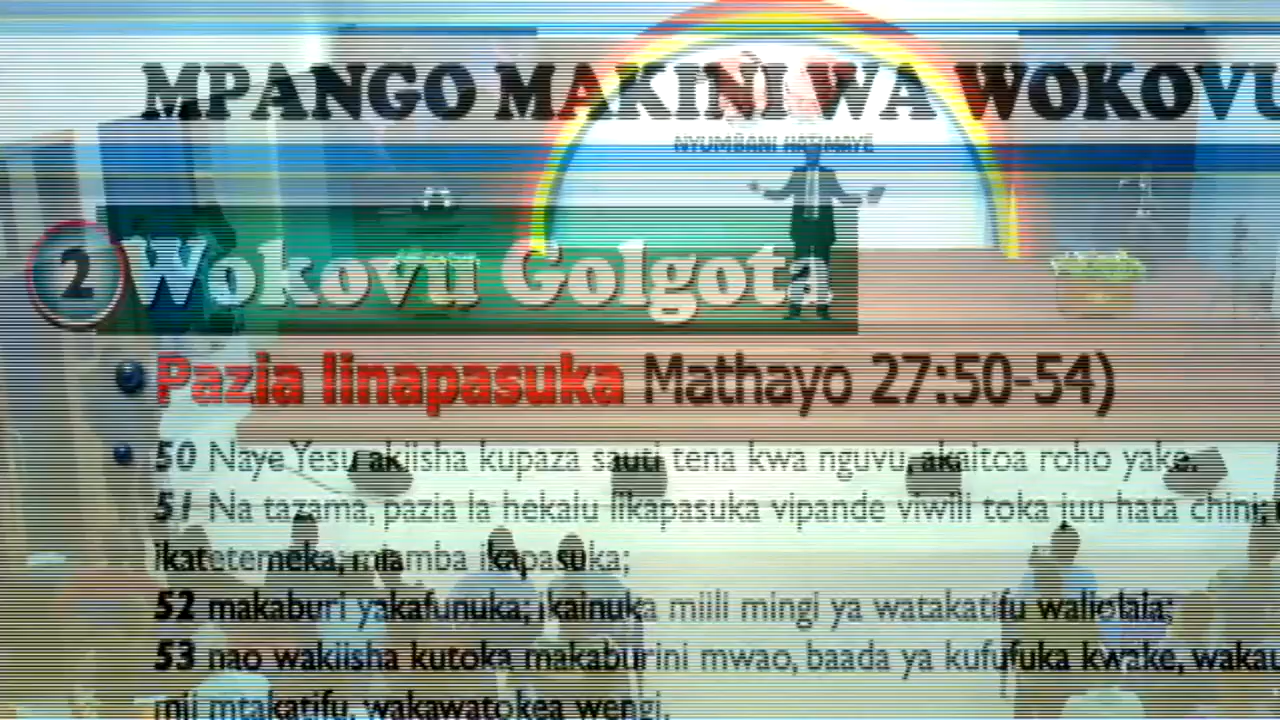 MPANGO MAKINI WA WOKOVU
NYUMBANI HATIMAYE
2 Wokovu Golgota
Pazia linapasuka Mathayo 27:50-54)
50 Naye Yesu akiisha kupaza sauti tena kwa nguvu, akaitoa roho yake.
51 Na tazama, pazia la hekalu likapasuka vipande viwili toka juu hata chini;
ikatetemeka; miamba ikapasuka;
52 makaburi yakafunuka; ikainuka miili mingi ya watakatifu waliolala;
53 nao wakiisha kutoka makaburini mwao, baada ya kufufuka kwake, wakau
mji mtakatifu, wakawatokea wengi.